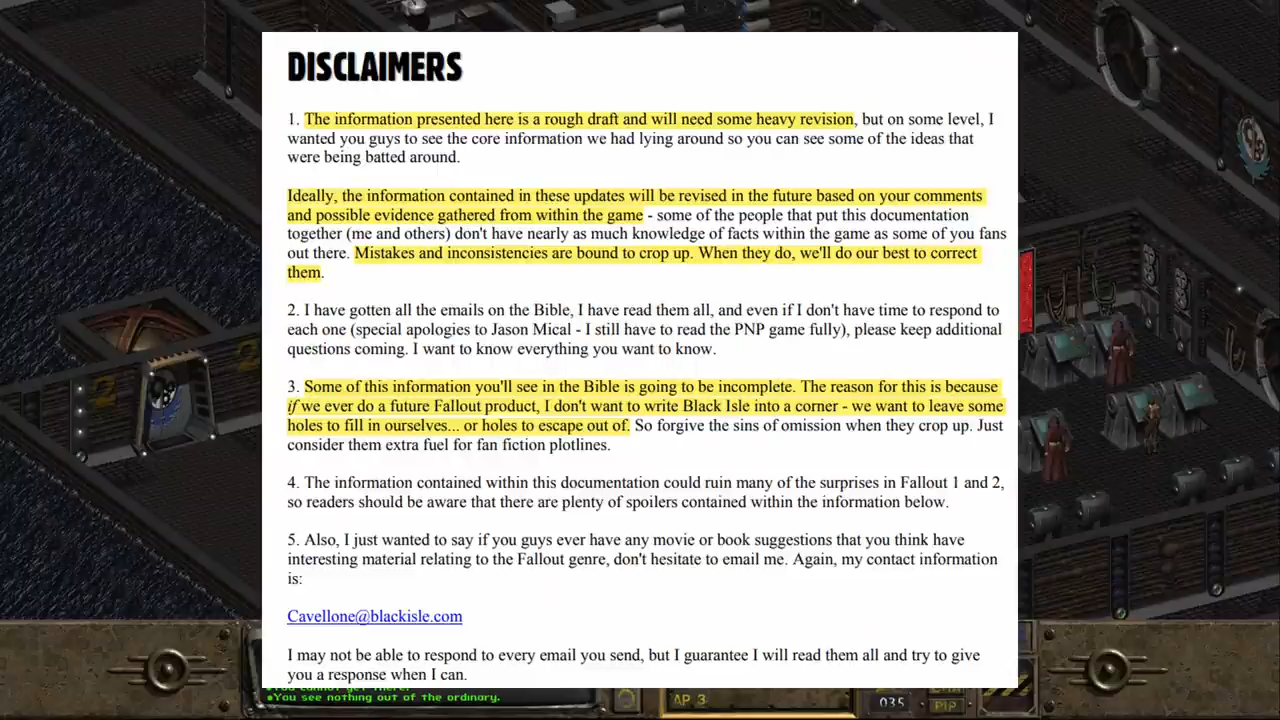 DISCLAIMERS
1. The information presented here is a rough draft and will need some heavy revision, but on some level, I
wanted you guys to see the core information we had lying around so you can see some of the ideas that
were being batted around.
Ideally, the information contained in these updates will be revised in the future based on your comments
and possible evidence gathered from within the game - some of the people that put this documentation
together (me and others) don't have nearly as much knowledge of facts within the game as some of you fans
out there. Mistakes and inconsistencies are bound to crop up. When they do, we'll do our best to correct
them.
2. I have gotten all the emails on the Bible, I have read them all, and even if I don't have time to respond to
each one (special apologies to Jason Mical - I still have to read the PNP game fully), please keep additional
questions coming. I want to know everything you want to know.
3. Some of this information you'll see in the Bible is going to be incomplete. The reason for this is because
if we ever do a future Fallout product, I don't want to write Black Isle into a corner - we want to leave some
holes to fill in ourselves... or holes to escape out of. So forgive the sins of omission when they crop up. Just
consider them extra fuel for fan fiction plotlines.
4. The information contained within this documentation could ruin many of the surprises in Fallout 1 and 2,
so readers should be aware that there are plenty of spoilers contained within the information below.
5. Also, I just wanted to say if you guys ever have any movie or book suggestions that you think have
interesting material relating to the Fallout genre, don't hesitate to email me. Again, my contact information
is:
Cavellone@blackisle.com
I may not be able to respond to every email you send, but I guarantee I will read them all and try to give
you a response when I can.
•You see nothing out of the ordinary.
AP 3
035
PIP